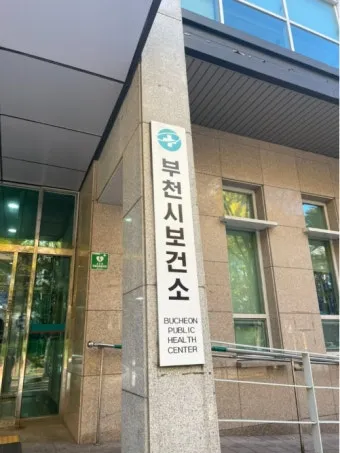 부천시보건소
BUCHEON
PUBLIC
HEALTH
CENTER